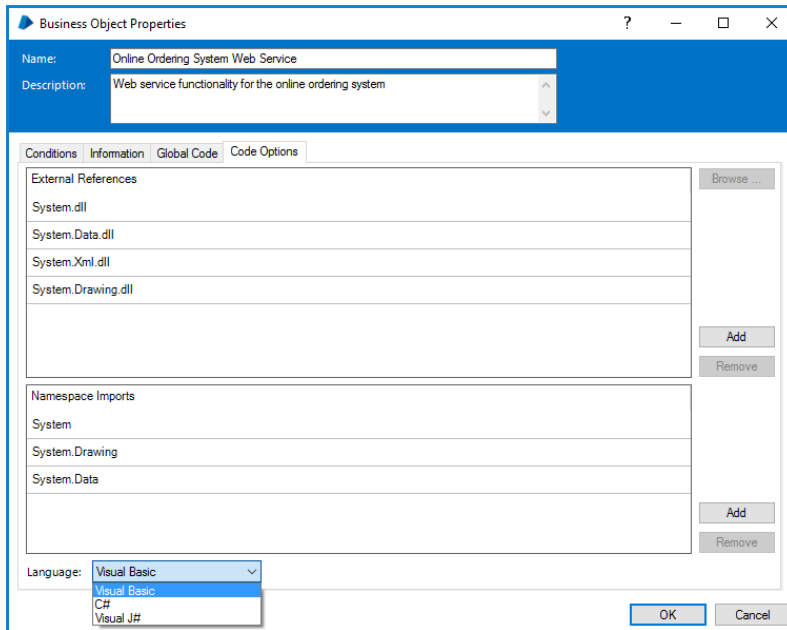 Business Object Properties
Name: Online Ordering System Web Service
Description: Web service functionality for the online ordering system
Conditions Information Global Code Code Options
External References
Browse ...
System.dll
System.Data.dll
System.Xml.dll
System.Drawing.dll
Add
Remove
Namespace Imports
System
System.Drawing
System.Data
Add
Remove
Language: Visual Basic
Visual Basic
C#
Visual J#
OK Cancel